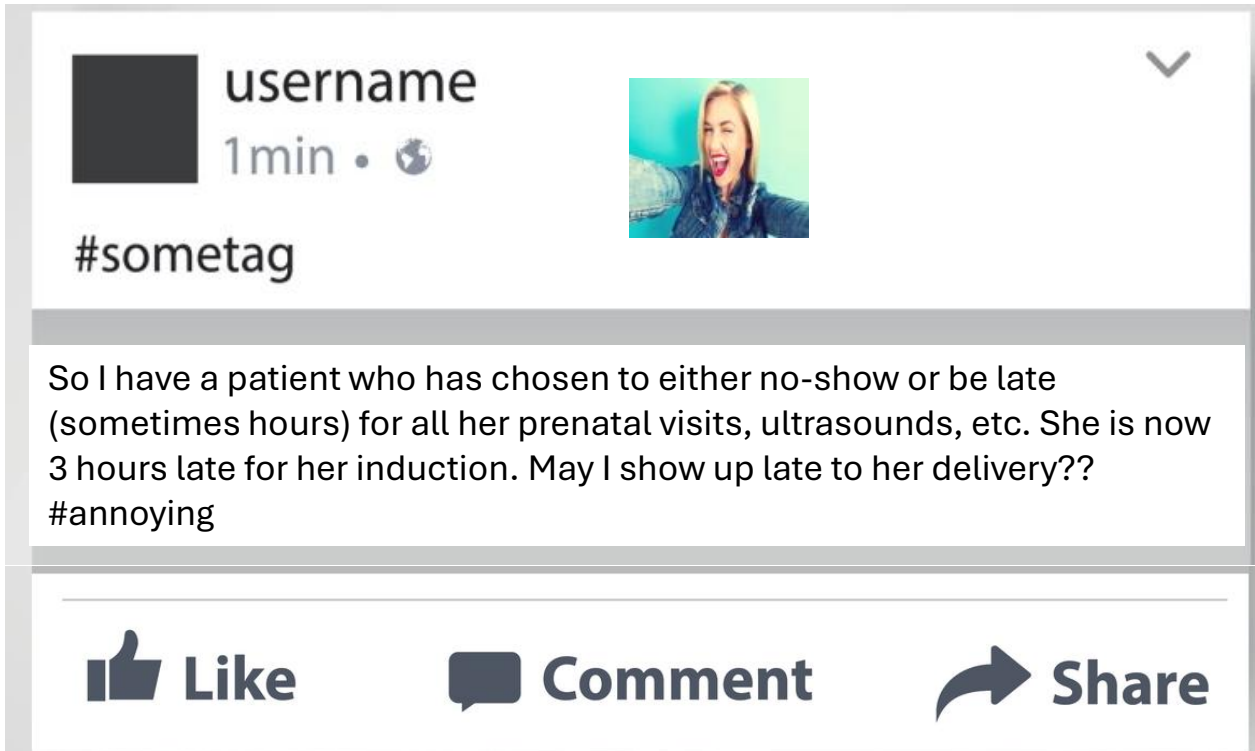 username
1 min •
#sometag
So I have a patient who has chosen to either no-show or be late
(sometimes hours) for all her prenatal visits, ultrasounds, etc. She is now
3 hours late for her induction. May I show up late to her delivery??
#annoying
Like Comment Share